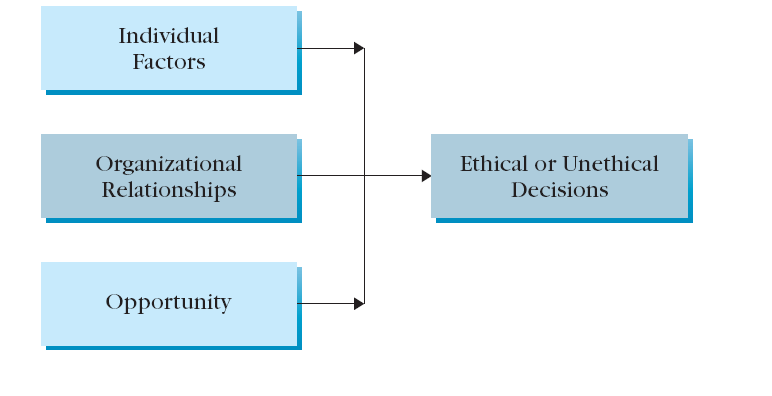 Individual
Factors
Organizational
Relationships
Ethical or Unethical
Decisions
Opportunity